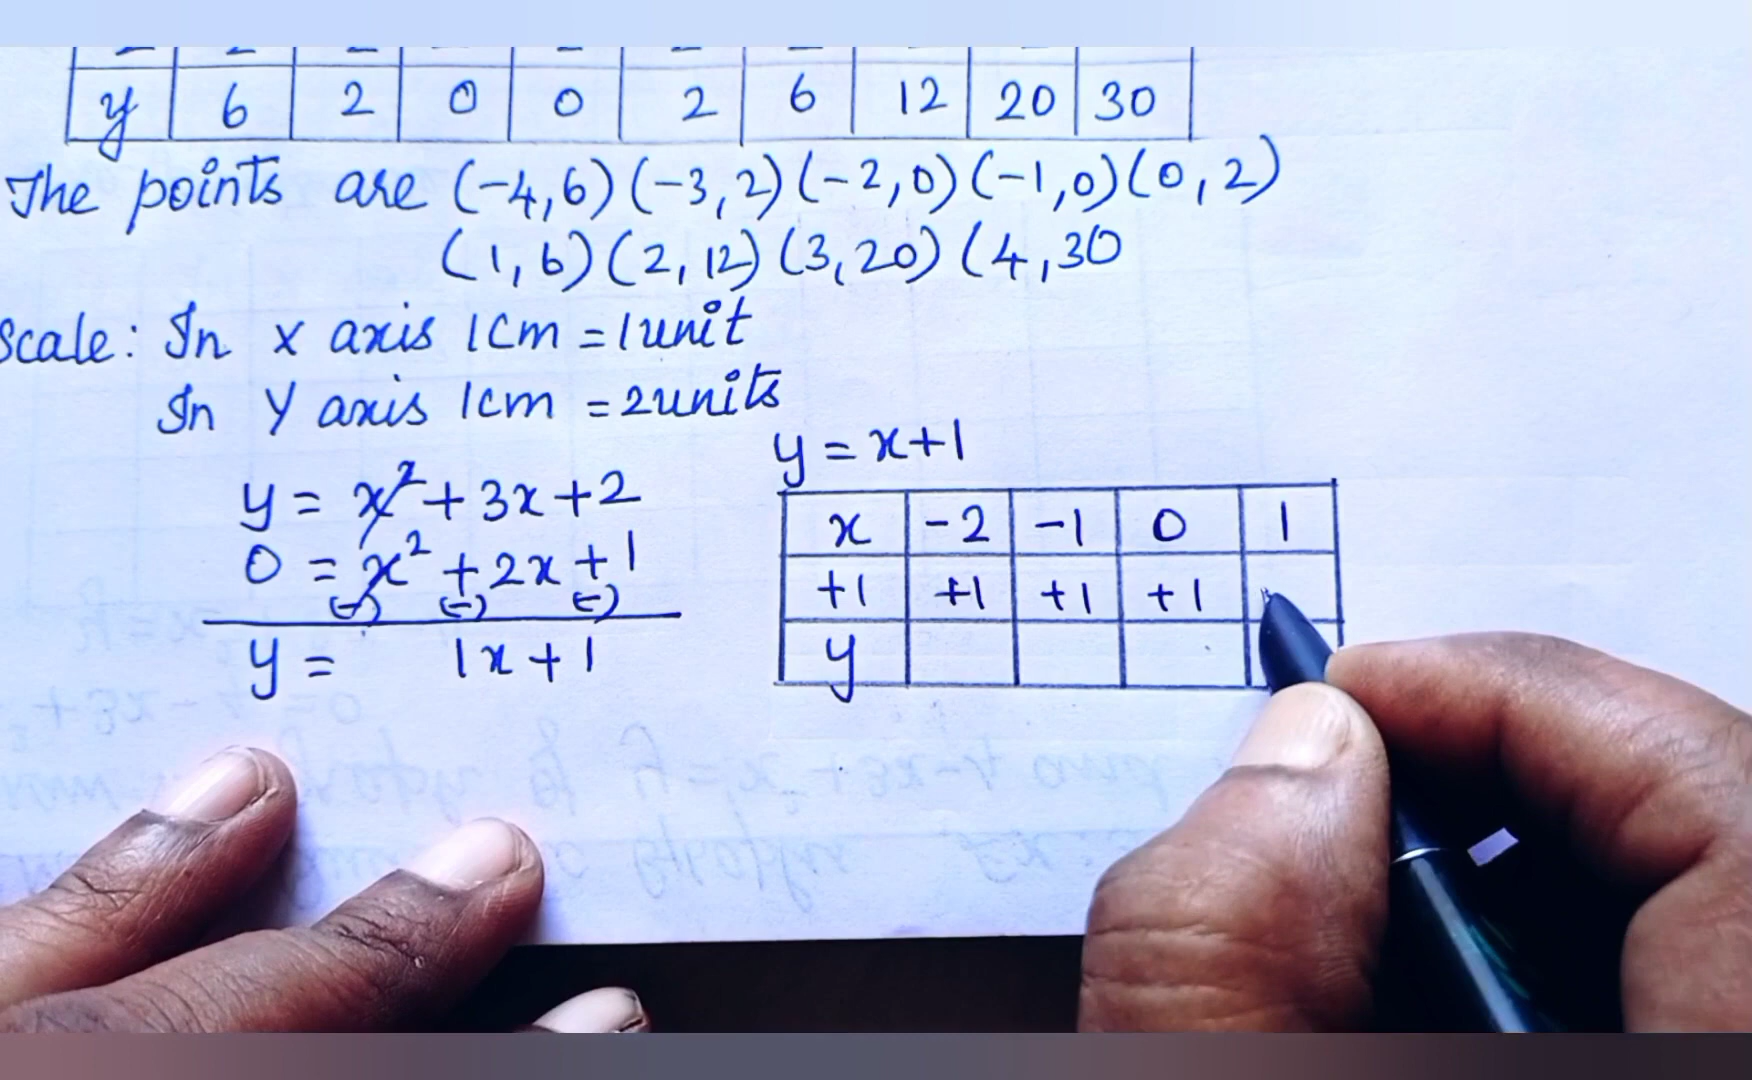 y 6 2 0 0 2 6 12 20 30
The points are (-4,6)(-3,2)(-2,0)(-1,0)(0,2)
(1,6)(2,12)(3,20)(4,30
Scale: In x axis 1cm = 1unit
In Y axis 1cm = 2units
y = x² + 3x + 2
0 = x² + 2x + 1
(-) (-) (-)
y = 1x + 1
y = x+1
x -2 -1 0 1
+1 +1 +1 +1
y